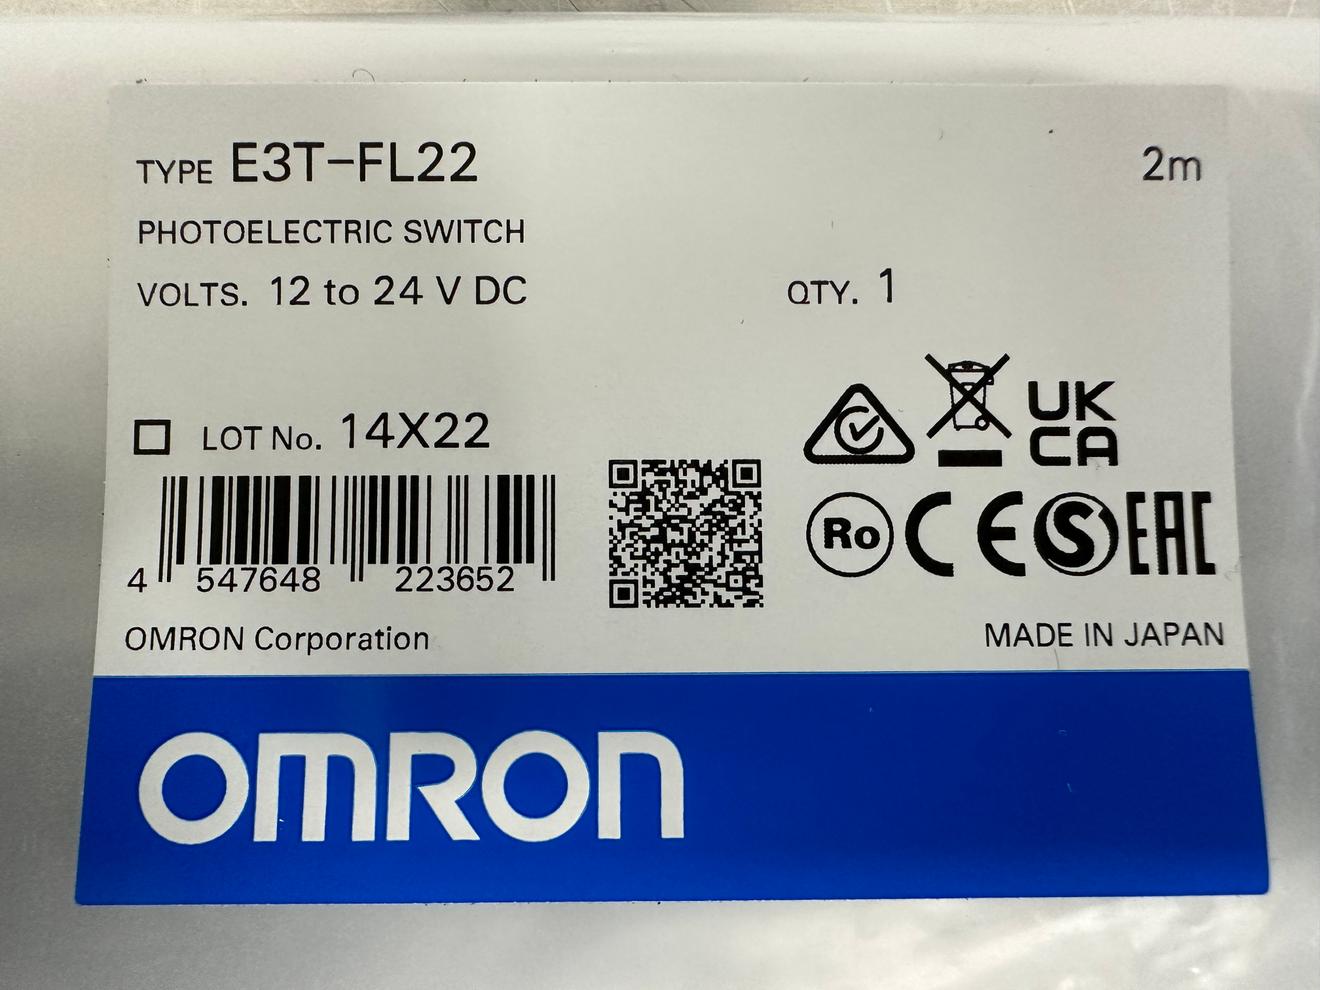 TYPE E3T-FL22 2m
PHOTOELECTRIC SWITCH
VOLTS. 12 to 24 V DC QTY. 1
LOT No. 14X22
UK
CA
Ro CE S EAC
4 547648 223652
OMRON Corporation MADE IN JAPAN
OMRON